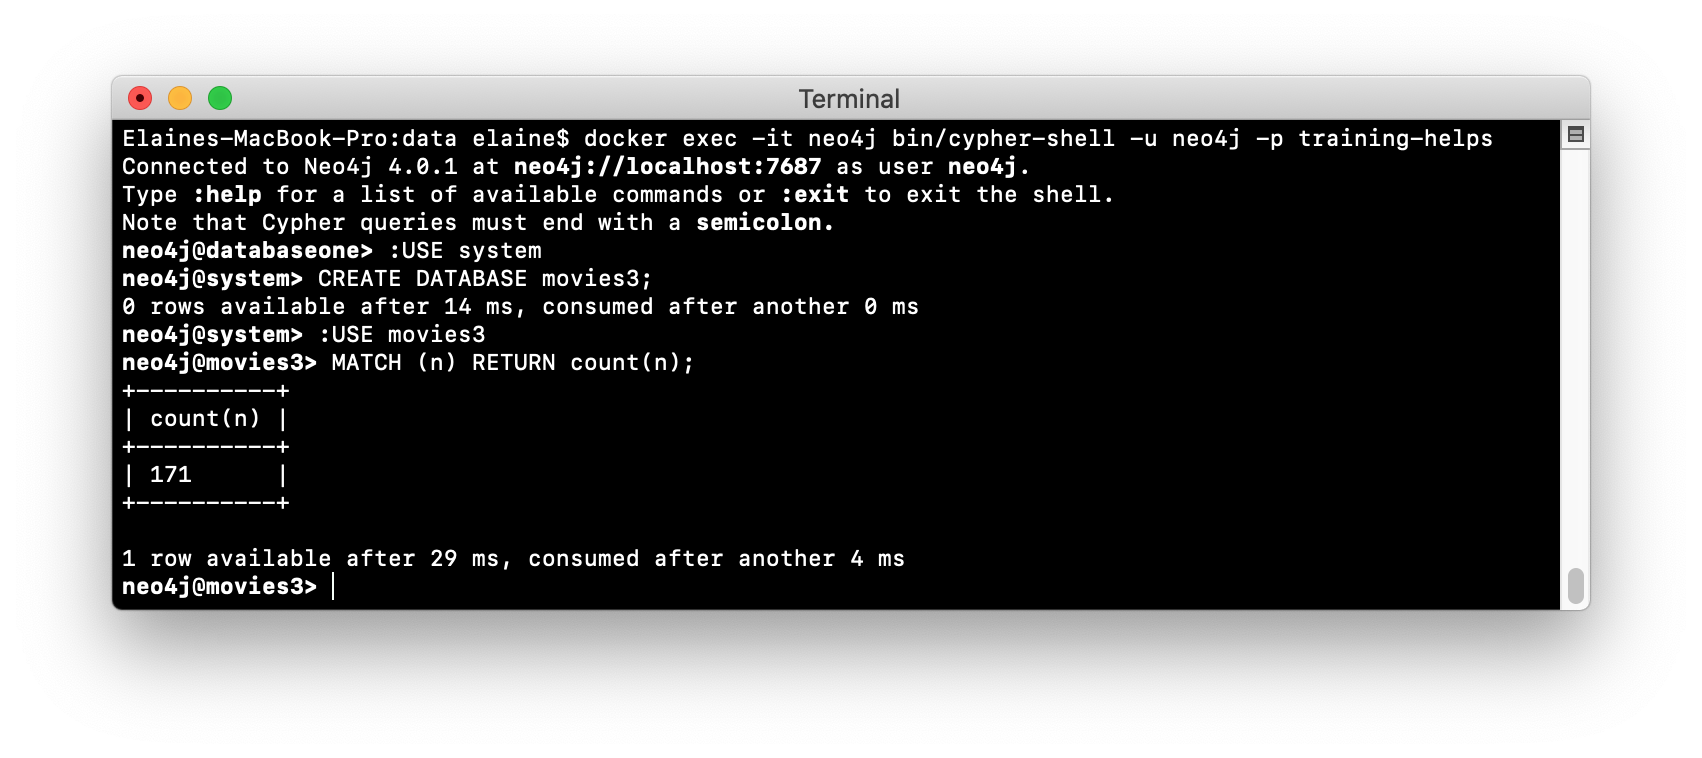 Terminal
Elaines-MacBook-Pro:data elaine$ docker exec -it neo4j bin/cypher-shell -u neo4j -p training-helps
Connected to Neo4j 4.0.1 at neo4j://localhost:7687 as user neo4j.
Type :help for a list of available commands or :exit to exit the shell.
Note that Cypher queries must end with a semicolon.
neo4j@databaseone> :USE system
neo4j@system> CREATE DATABASE movies3;
0 rows available after 14 ms, consumed after another 0 ms
neo4j@system> :USE movies3
neo4j@movies3> MATCH (n) RETURN count(n);
+----------+
| count(n) |
+----------+
| 171      |
+----------+
1 row available after 29 ms, consumed after another 4 ms
neo4j@movies3>